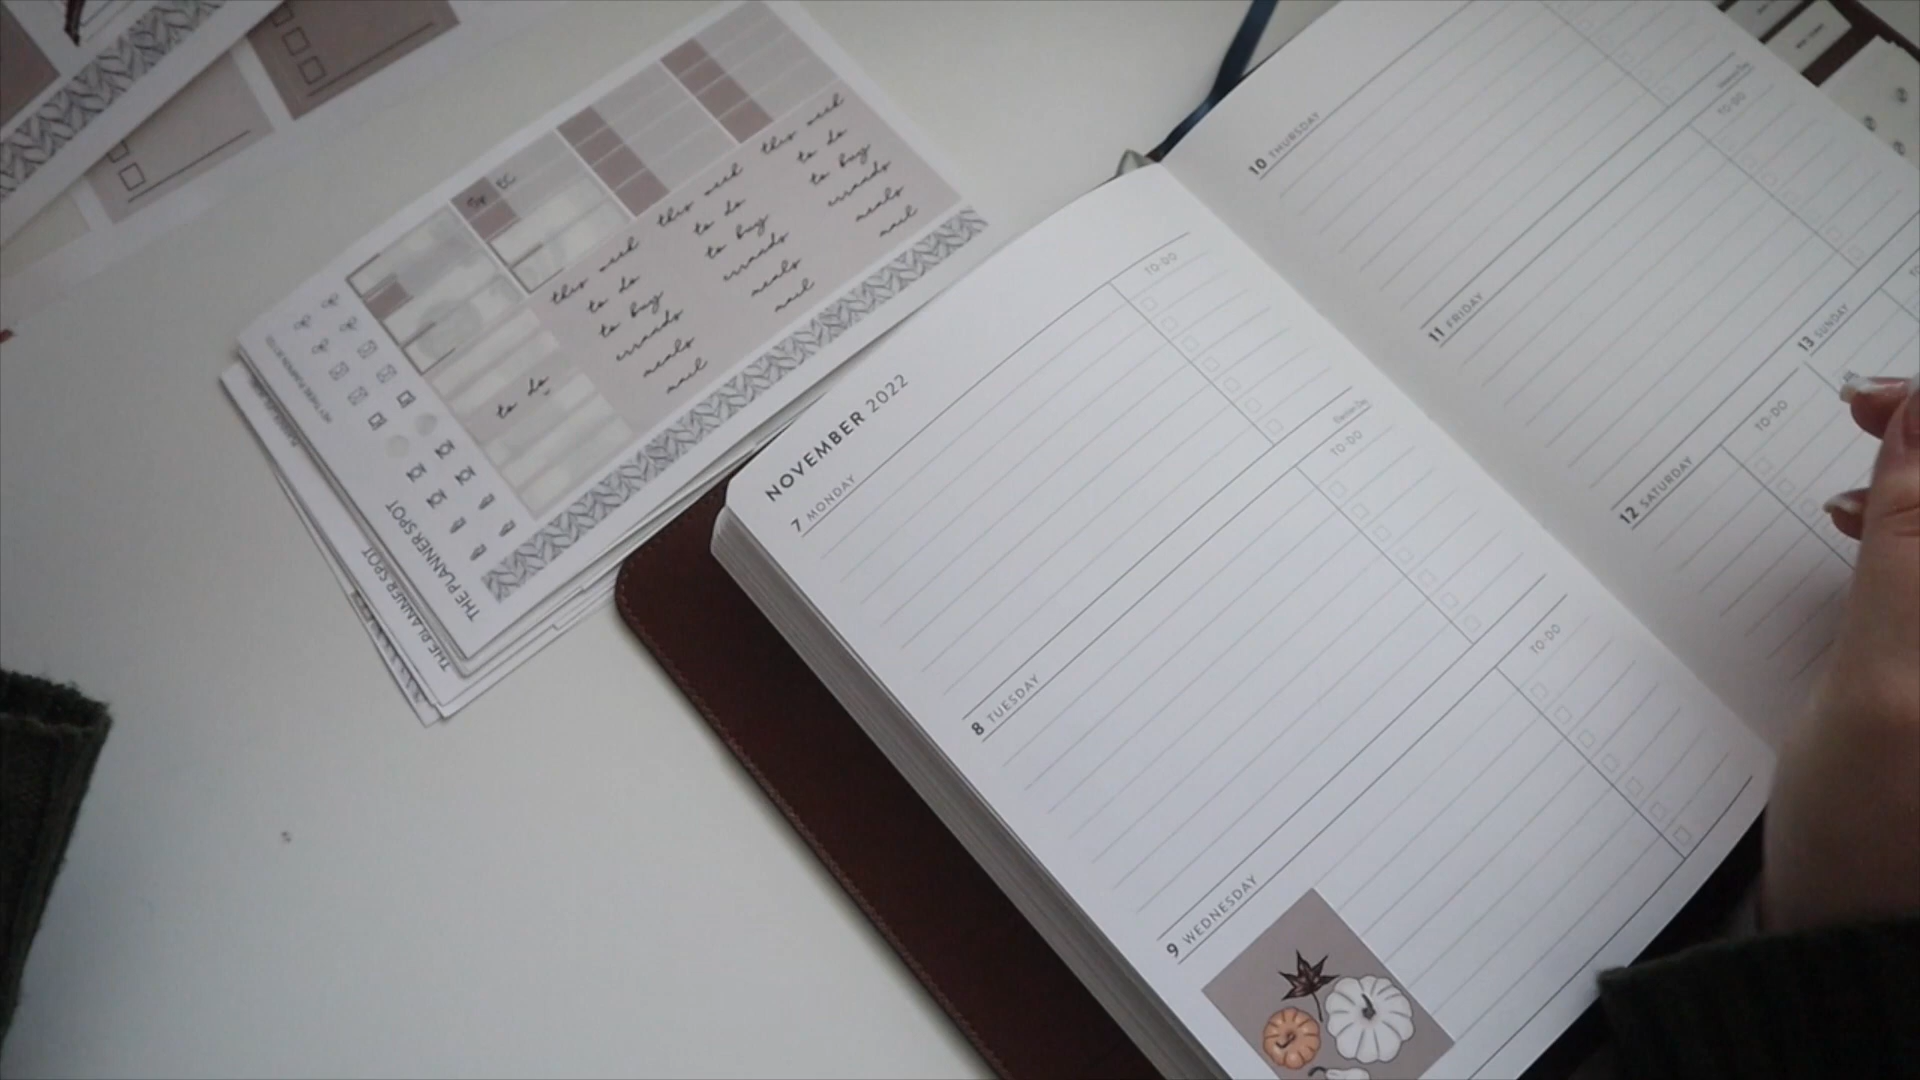 this week
to do
to buy
errands
meals
mail
this week
to do
to buy
errands
meals
mail
this week
to do
to buy
errands
meals
mail
to do
THE PLANNER SPOT
THE PLANNER SPOT
NOVEMBER 2022
7 MONDAY
TO-DO
8 TUESDAY
TO-DO
9 WEDNESDAY
TO-DO
10 THURSDAY
11 FRIDAY
TO-DO
12 SATURDAY
TO-DO
13 SUNDAY